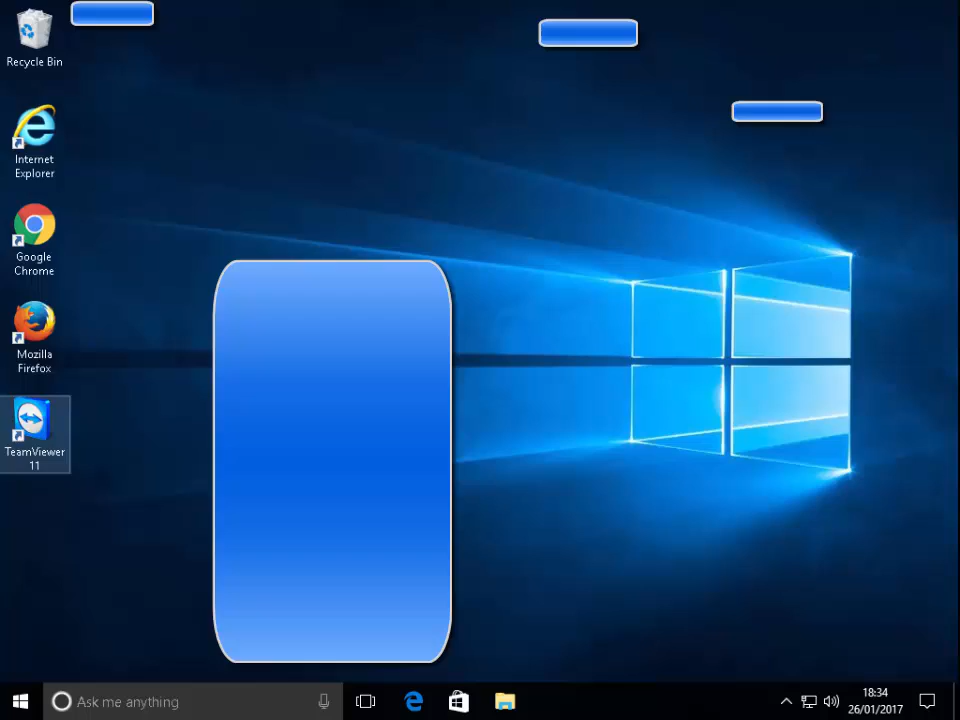 Recycle Bin
Internet
Explorer
Google
Chrome
Mozilla
Firefox
TeamViewer
11
Ask me anything
18:34
26/01/2017